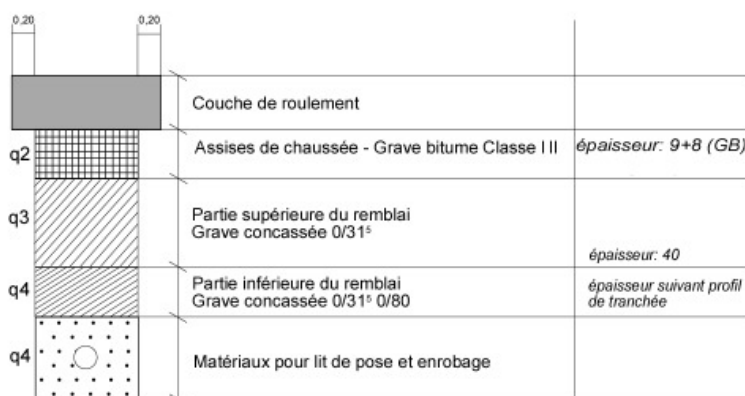 0,20 0,20
Couche de roulement
q2 Assises de chaussée - Grave bitume Classe I II épaisseur: 9+8 (GB)
q3 Partie supérieure du remblai
Grave concassée 0/31⁵
épaisseur: 40
q4 Partie inférieure du remblai épaisseur suivant profil
Grave concassée 0/31⁵ 0/80 de tranchée
q4 Matériaux pour lit de pose et enrobage